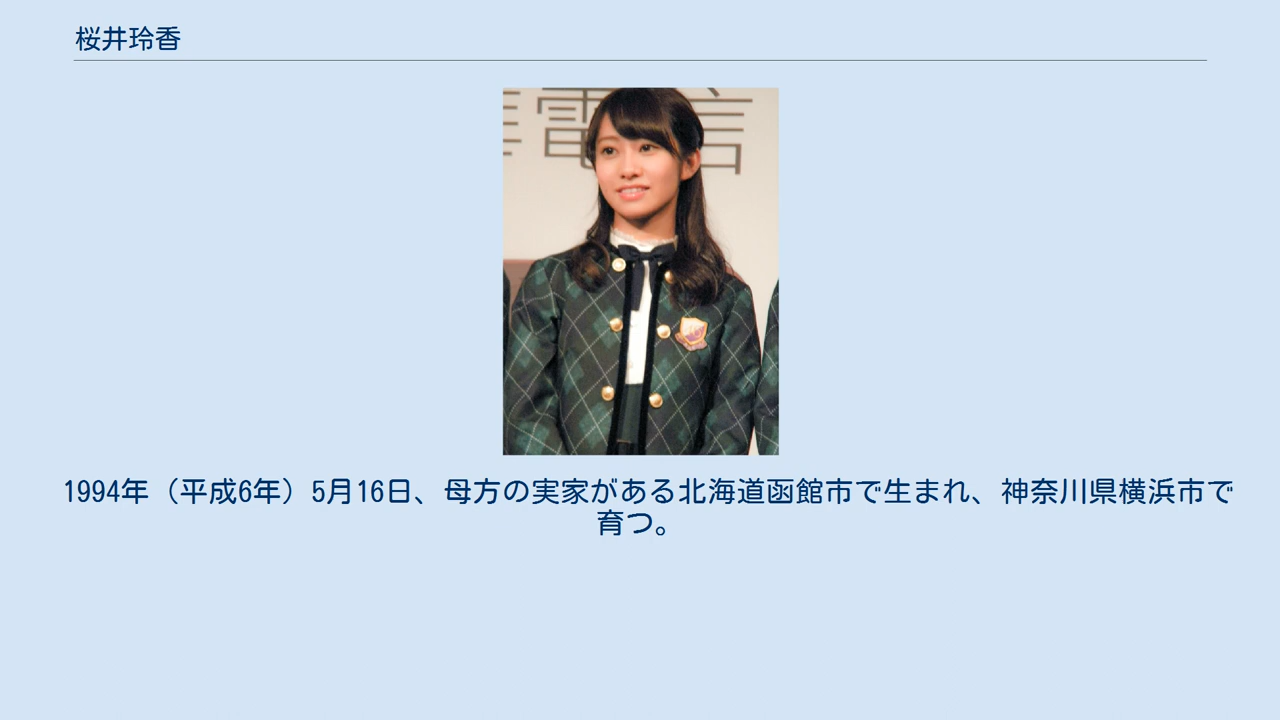 桜井玲香
電 言
1994年（平成6年）5月16日、母方の実家がある北海道函館市で生まれ、神奈川県横浜市で
育つ。